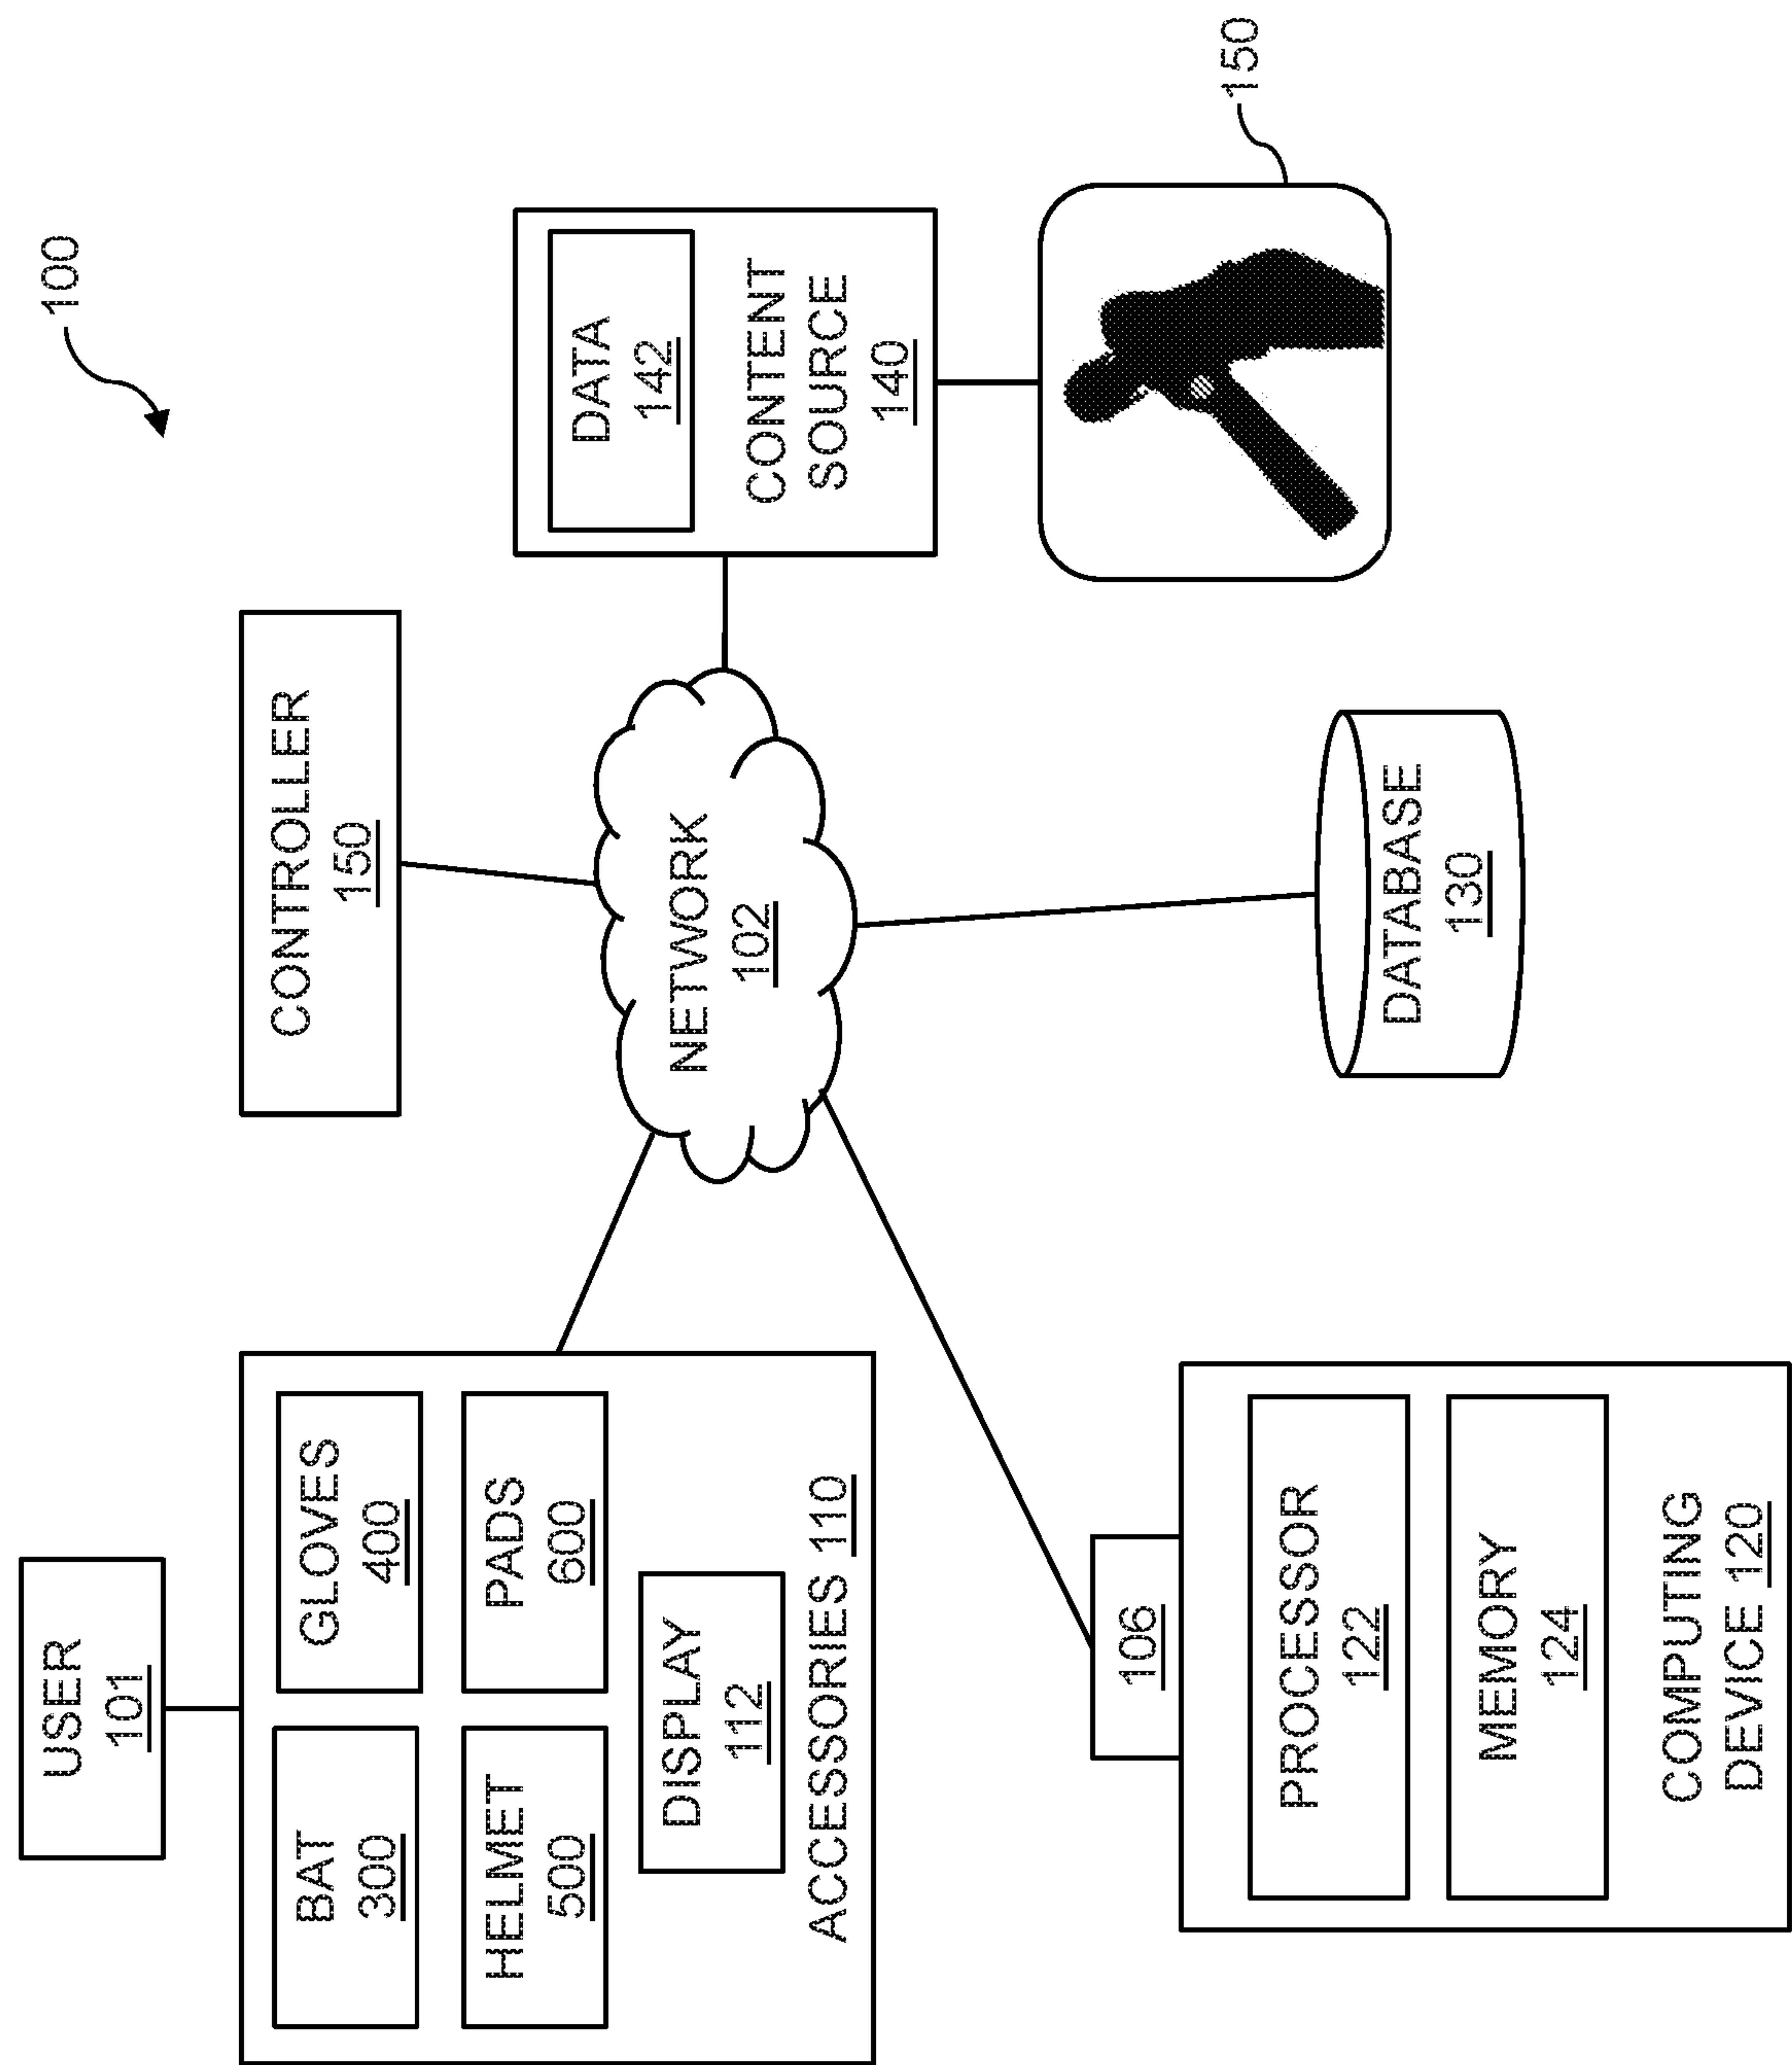 100
USER
101
BAT
300
GLOVES
400
HELMET
500
PADS
600
DISPLAY
112
ACCESSORIES 110
CONTROLLER
150
NETWORK
102
DATA
142
CONTENT
SOURCE
140
150
106
PROCESSOR
122
MEMORY
124
COMPUTING
DEVICE 120
DATABASE
130